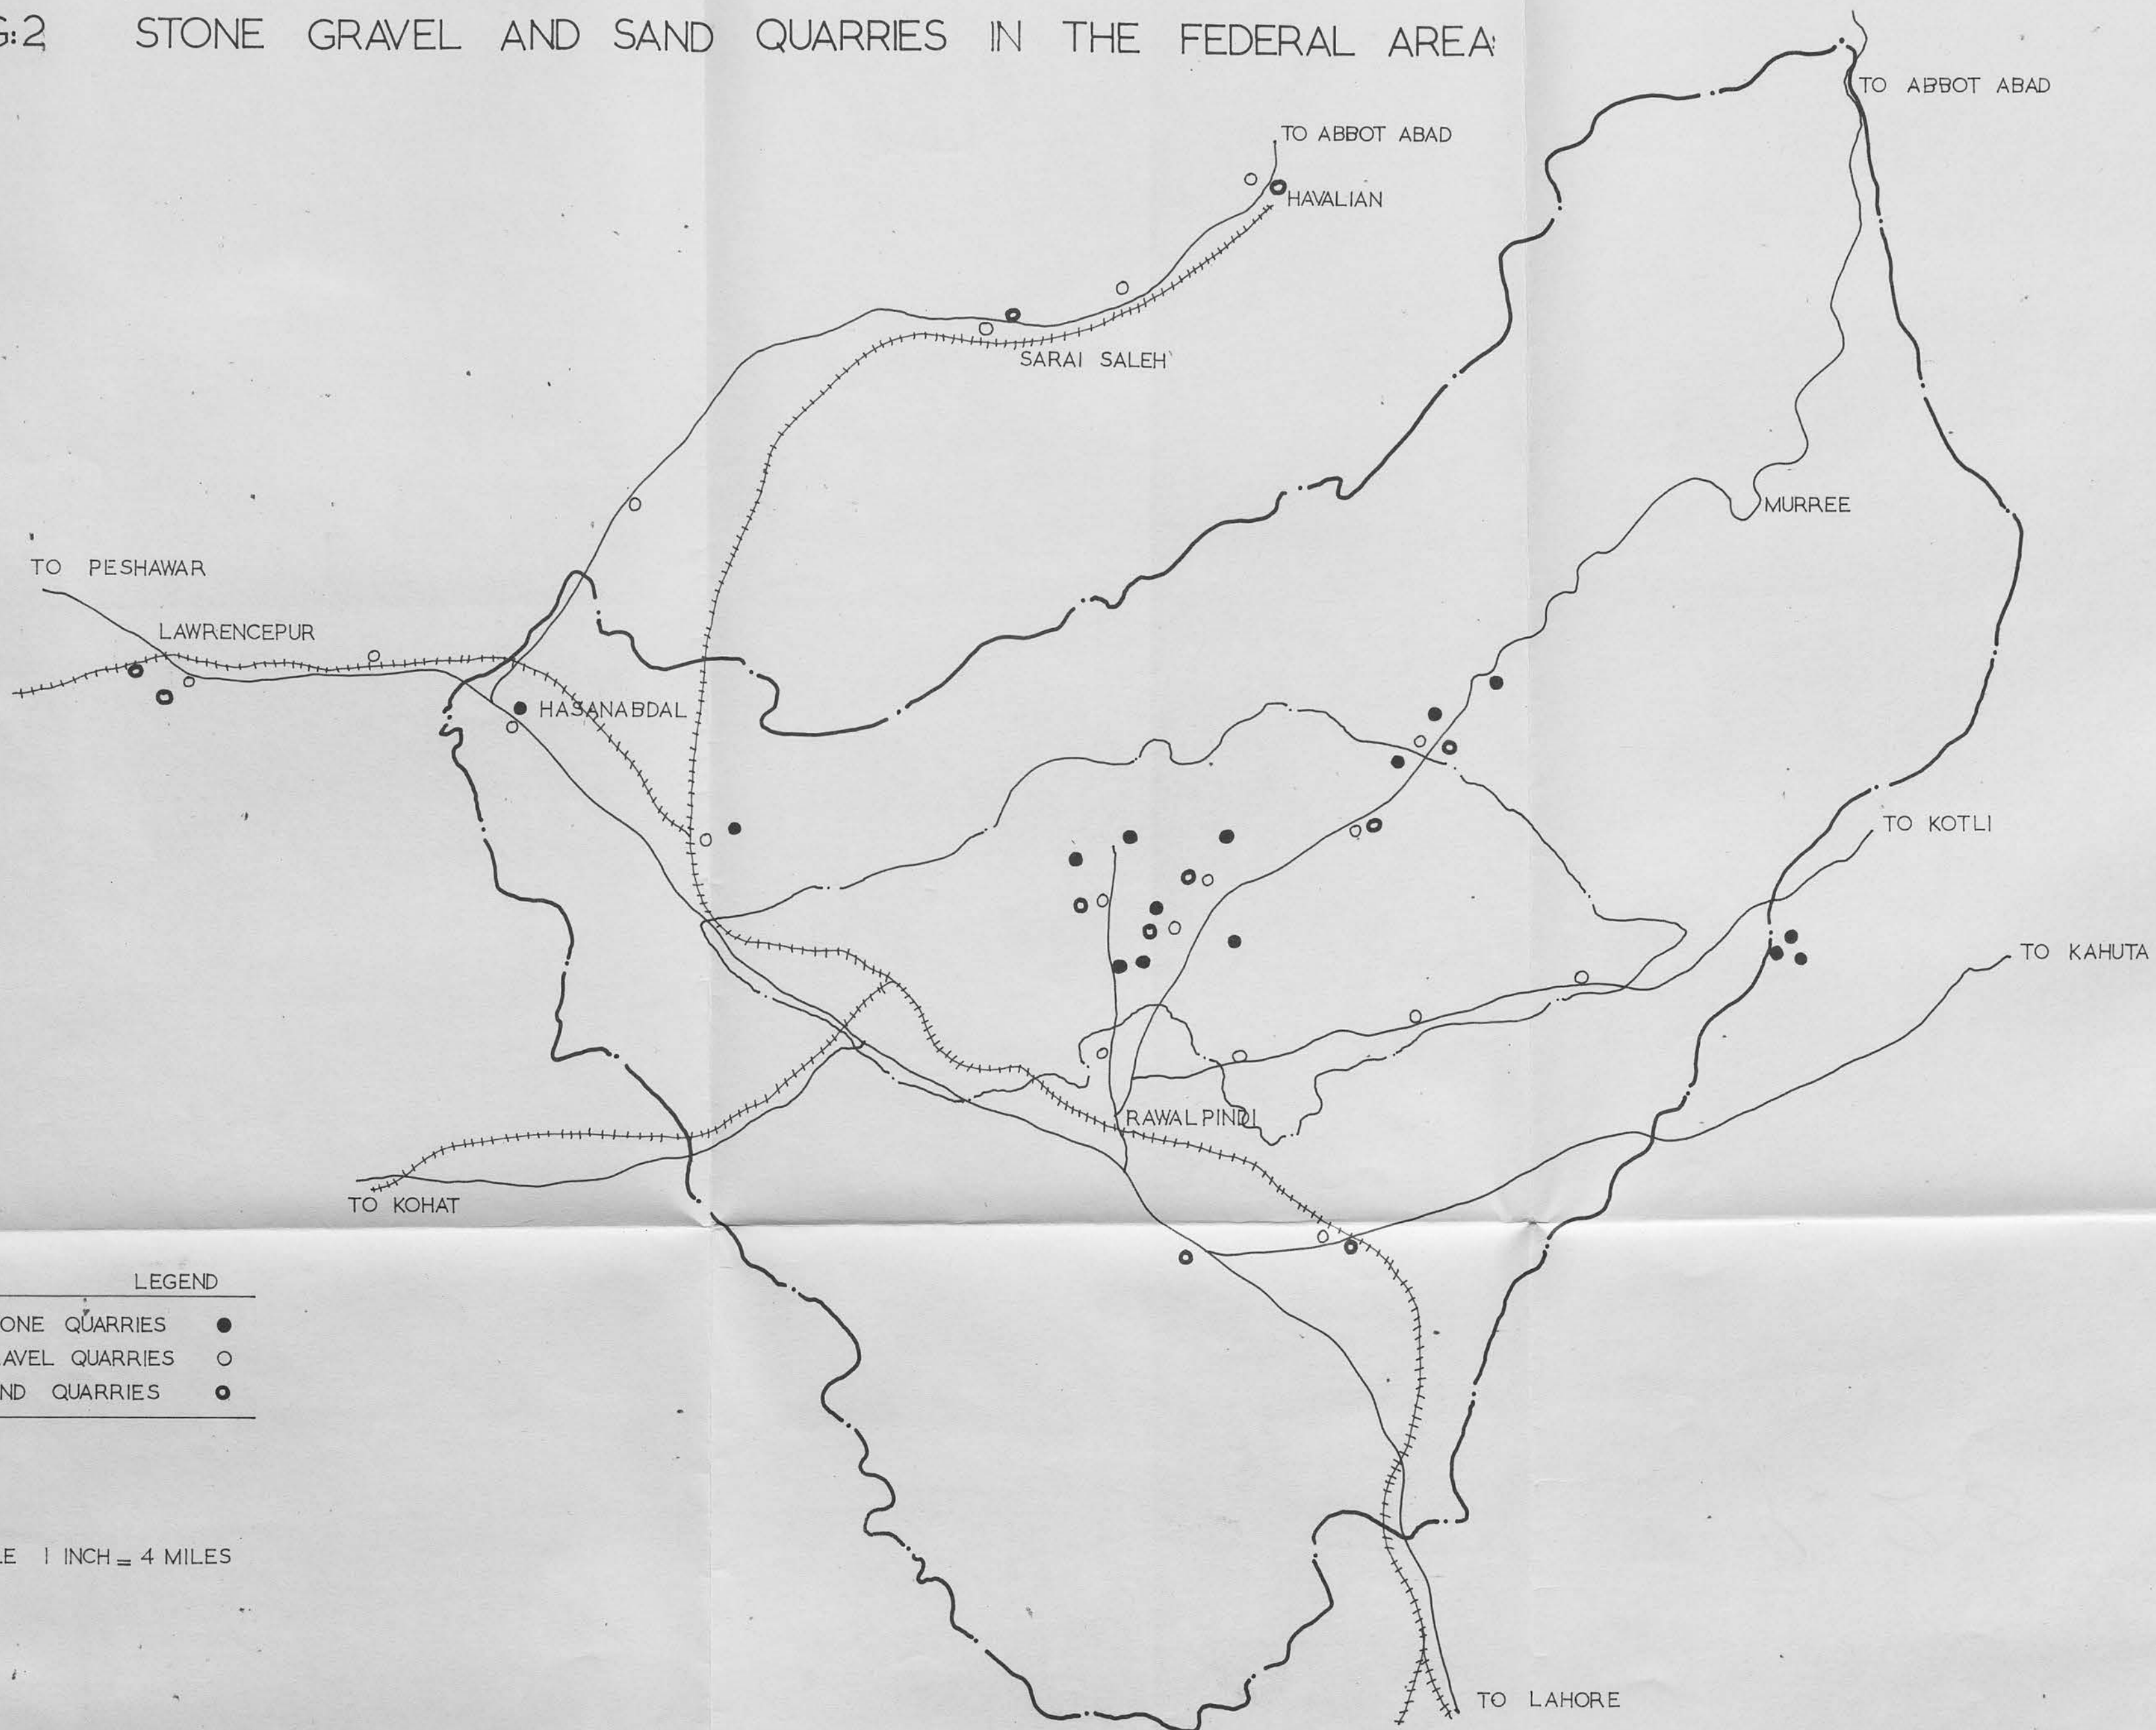 G:2 STONE GRAVEL AND SAND QUARRIES IN THE FEDERAL AREA
TO ABBOT ABAD
TO ABBOT ABAD
HAVALIAN
SARAI SALEH
MURREE
TO PESHAWAR
LAWRENCEPUR
HASANABDAL
TO KOTLI
TO KAHUTA
RAWALPINDI
TO KOHAT
LEGEND
ONE QUARRIES
AVEL QUARRIES
ND QUARRIES
LE 1 INCH = 4 MILES
TO LAHORE